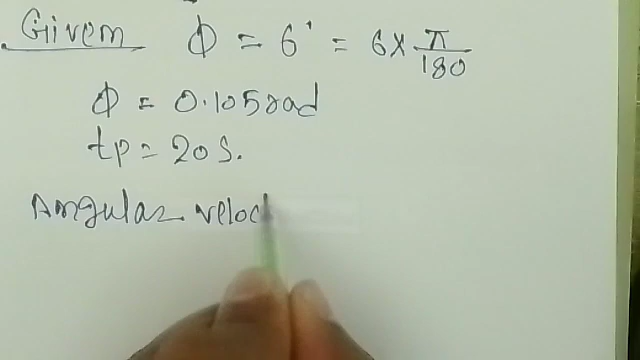 Given ϕ = 6° = 6 × π/180
ϕ = 0.105 rad
tp = 20 S.
Angular veloc